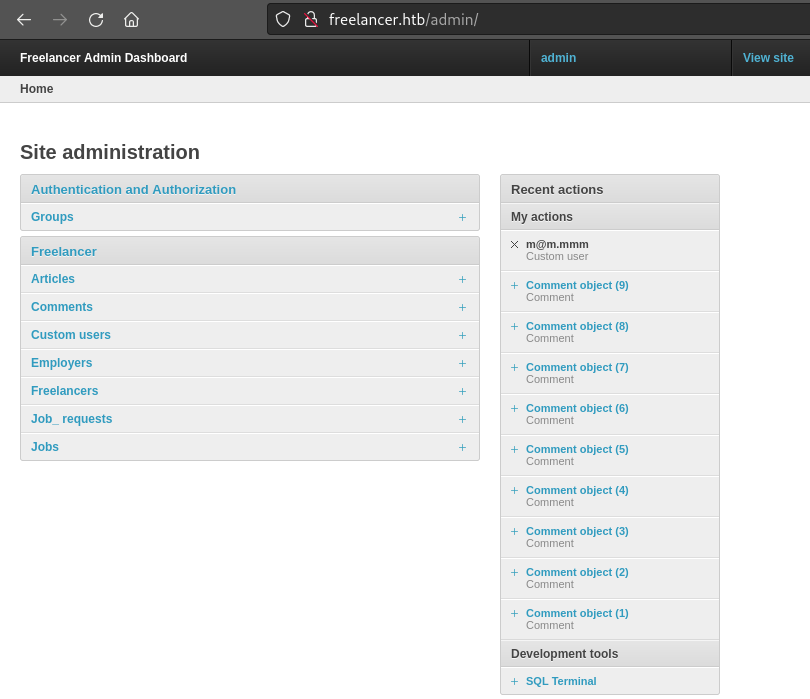 freelancer.htb/admin/
Freelancer Admin Dashboard
admin
View site
Home
Site administration
Authentication and Authorization
Groups +
Freelancer
Articles +
Comments +
Custom users +
Employers +
Freelancers +
Job_ requests +
Jobs +
Recent actions
My actions
m@m.mmm
Custom user
+ Comment object (9)
Comment
+ Comment object (8)
Comment
+ Comment object (7)
Comment
+ Comment object (6)
Comment
+ Comment object (5)
Comment
+ Comment object (4)
Comment
+ Comment object (3)
Comment
+ Comment object (2)
Comment
+ Comment object (1)
Comment
Development tools
+ SQL Terminal